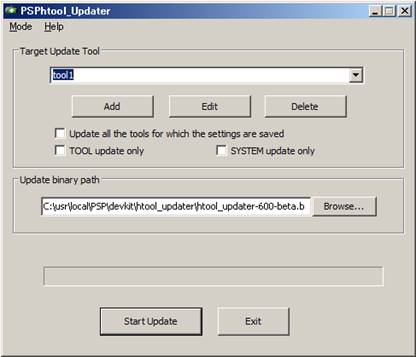 PSPhtool_Updater
Mode Help
Target Update Tool
tool1
Add Edit Delete
Update all the tools for which the settings are saved
TOOL update only SYSTEM update only
Update binary path
C:\usr\local\PSP\devkit\htool_updater\htool_updater-600-beta.b Browse...
Start Update Exit